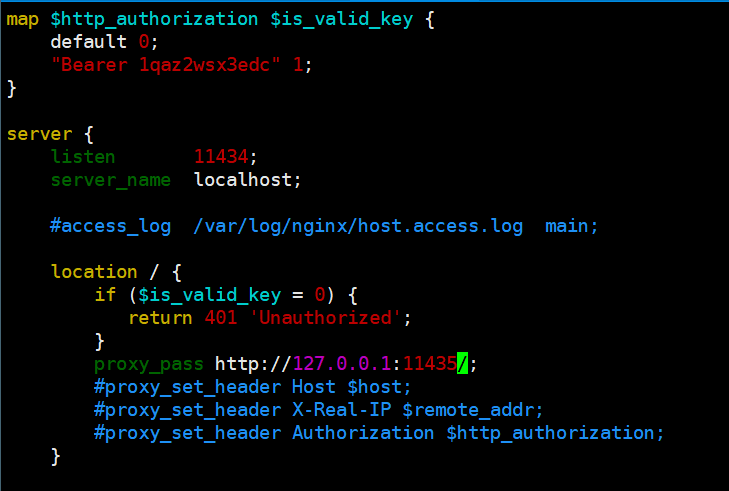 map $http_authorization $is_valid_key {
    default 0;
    "Bearer 1qaz2wsx3edc" 1;
}
server {
    listen       11434;
    server_name  localhost;
    #access_log  /var/log/nginx/host.access.log  main;
    location / {
        if ($is_valid_key = 0) {
           return 401 'Unauthorized';
        }
        proxy_pass http://127.0.0.1:11435/;
        #proxy_set_header Host $host;
        #proxy_set_header X-Real-IP $remote_addr;
        #proxy_set_header Authorization $http_authorization;
    }